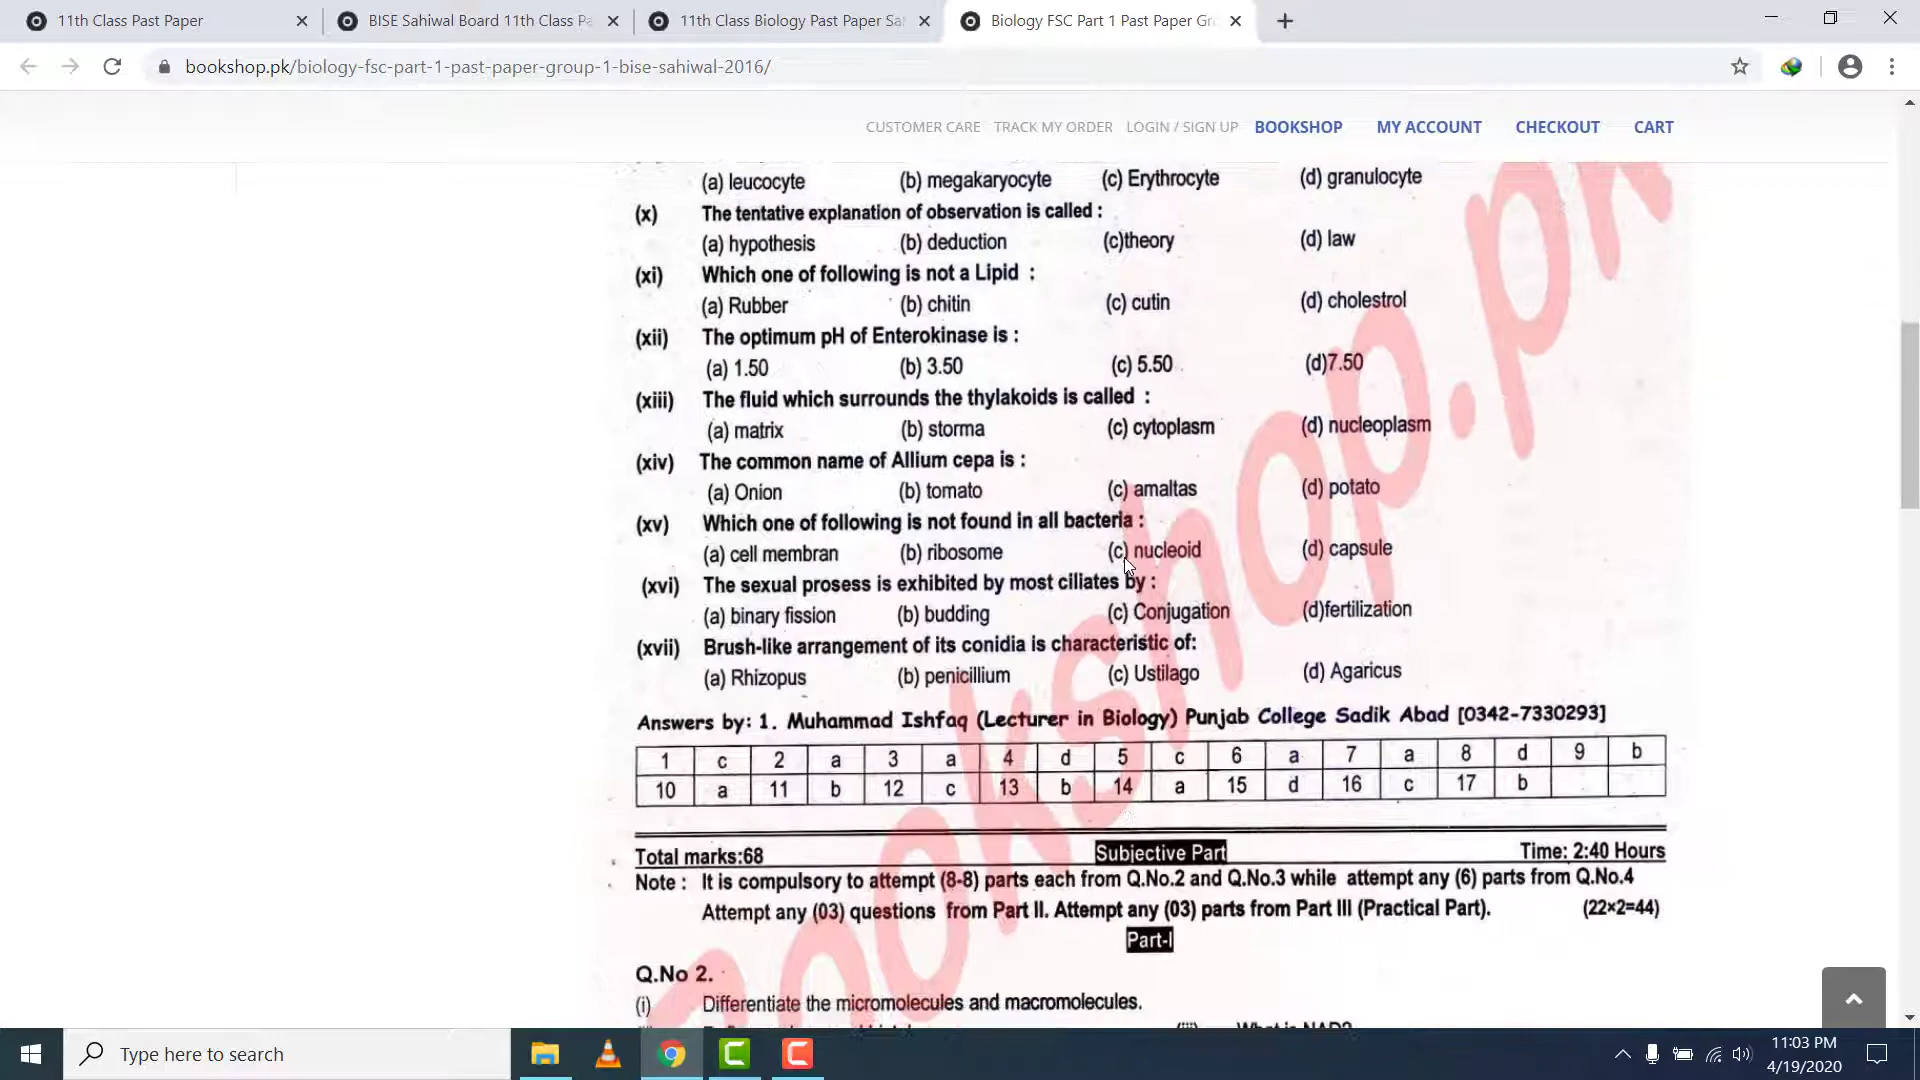 11th Class Past Paper
BISE Sahiwal Board 11th Class Pa
11th Class Biology Past Paper Sa
Biology FSC Part 1 Past Paper Gr
bookshop.pk/biology-fsc-part-1-past-paper-group-1-bise-sahiwal-2016/
CUSTOMER CARE TRACK MY ORDER LOGIN / SIGN UP BOOKSHOP MY ACCOUNT CHECKOUT CART
(a) leucocyte (b) megakaryocyte (c) Erythrocyte (d) granulocyte
(x) The tentative explanation of observation is called :
(a) hypothesis (b) deduction (c)theory (d) law
(xi) Which one of following is not a Lipid :
(a) Rubber (b) chitin (c) cutin (d) cholestrol
(xii) The optimum pH of Enterokinase is :
(a) 1.50 (b) 3.50 (c) 5.50 (d)7.50
(xiii) The fluid which surrounds the thylakoids is called :
(a) matrix (b) storma (c) cytoplasm (d) nucleoplasm
(xiv) The common name of Allium cepa is :
(a) Onion (b) tomato (c) amaltas (d) potato
(xv) Which one of following is not found in all bacteria :
(a) cell membran (b) ribosome (c) nucleoid (d) capsule
(xvi) The sexual prosess is exhibited by most ciliates by :
(a) binary fission (b) budding (c) Conjugation (d)fertilization
(xvii) Brush-like arrangement of its conidia is characteristic of:
(a) Rhizopus (b) penicillium (c) Ustilago (d) Agaricus
Answers by: 1. Muhammad Ishfaq (Lecturer in Biology) Punjab College Sadik Abad [0342-7330293]
1 c 2 a 3 a 4 d 5 c 6 a 7 a 8 d 9 b
10 a 11 b 12 c 13 b 14 a 15 d 16 c 17 b
Total marks:68 Subjective Part Time: 2:40 Hours
Note : It is compulsory to attempt (8-8) parts each from Q.No.2 and Q.No.3 while attempt any (6) parts from Q.No.4
Attempt any (03) questions from Part II. Attempt any (03) parts from Part III (Practical Part). (22×2=44)
Part-I
Q.No 2.
(i) Differentiate the micromolecules and macromolecules.
What is NAD?
ookshop.pk
Type here to search
11:03 PM
4/19/2020